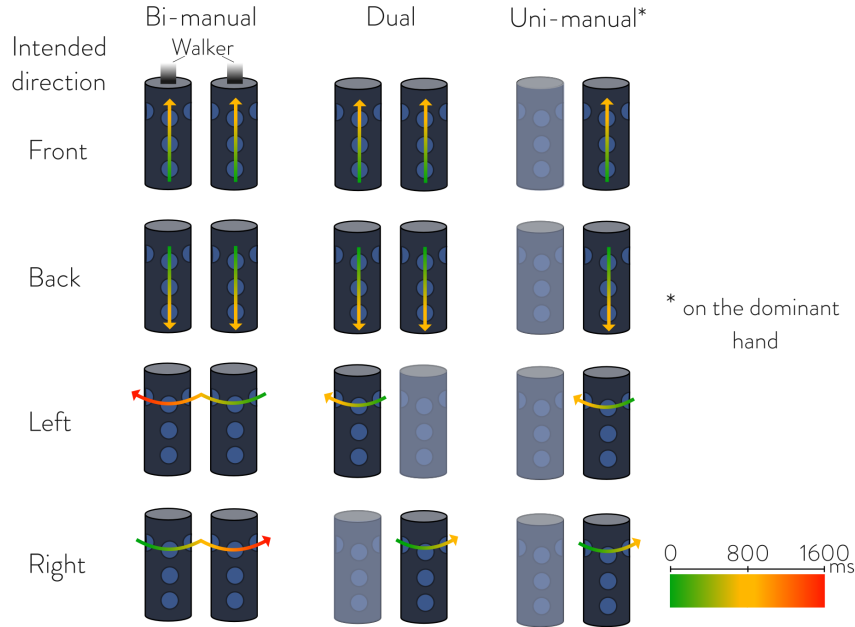 Bi-manual
Dual
Uni-manual*
Intended
direction
Walker
Front
Back
* on the dominant
hand
Left
Right
0
800
1600
ms